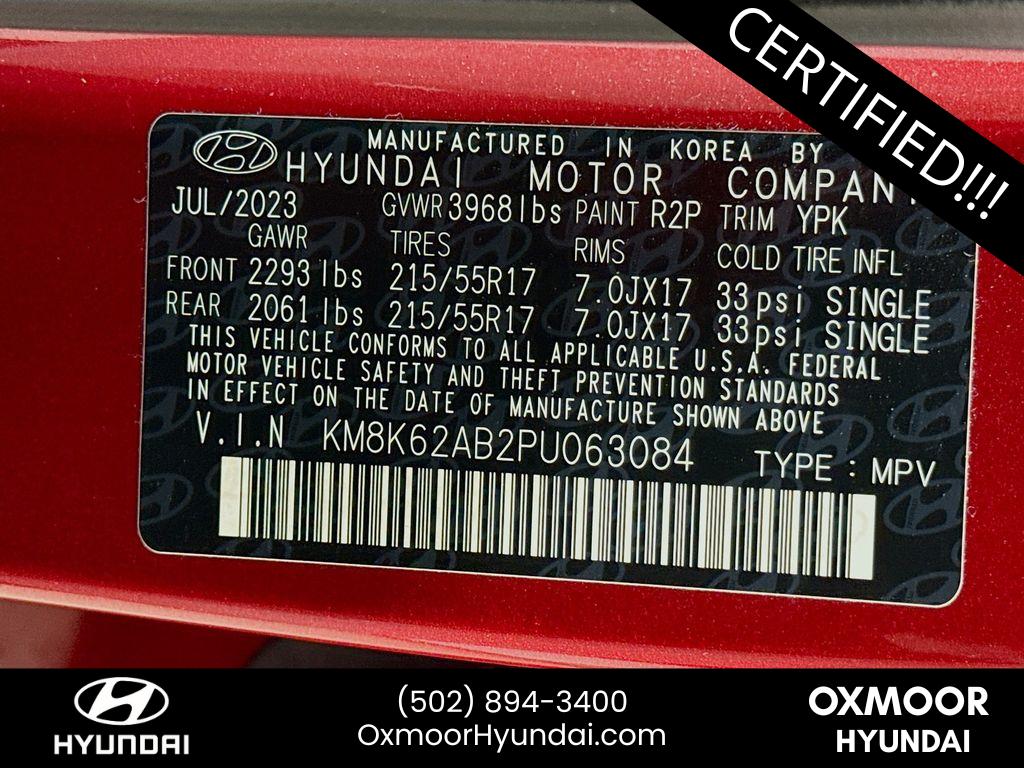 CERTIFIED!!!
MANUFACTURED IN KOREA BY
HYUNDAI MOTOR COMPAN
JUL/2023 GVWR 3968lbs PAINT R2P TRIM YPK
GAWR TIRES RIMS COLD TIRE INFL
FRONT 2293 lbs 215/55R17 7.0JX17 33psi SINGLE
REAR 2061 lbs 215/55R17 7.0JX17 33psi SINGLE
THIS VEHICLE CONFORMS TO ALL APPLICABLE U.S.A. FEDERAL
MOTOR VEHICLE SAFETY AND THEFT PREVENTION STANDARDS
IN EFFECT ON THE DATE OF MANUFACTURE SHOWN ABOVE
V.I.N KM8K62AB2PU063084 TYPE : MPV
HYUNDAI
(502) 894-3400
OxmoorHyundai.com
OXMOOR
HYUNDAI